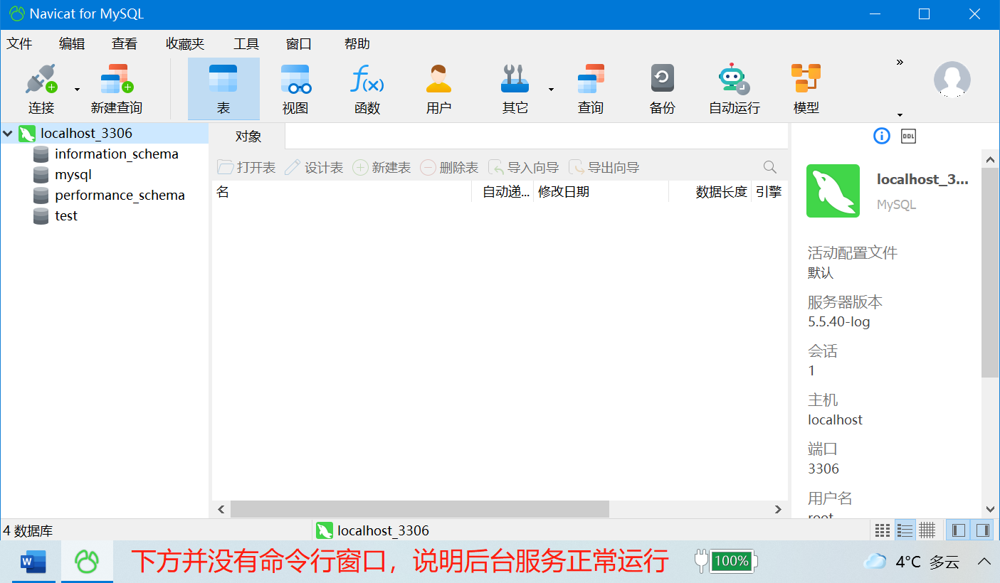 Navicat for MySQL
文件 编辑 查看 收藏夹 工具 窗口 帮助
连接 新建查询 表 视图 函数 用户 其它 查询 备份 自动运行 模型
localhost_3306
information_schema
mysql
performance_schema
test
对象
打开表 设计表 新建表 删除表 导入向导 导出向导
名 自动递... 修改日期 数据长度 引擎
DDL
localhost_3...
MySQL
活动配置文件
默认
服务器版本
5.5.40-log
会话
1
主机
localhost
端口
3306
用户名
root
4 数据库 localhost_3306
W 下方并没有命令行窗口，说明后台服务正常运行 100% 4°C 多云